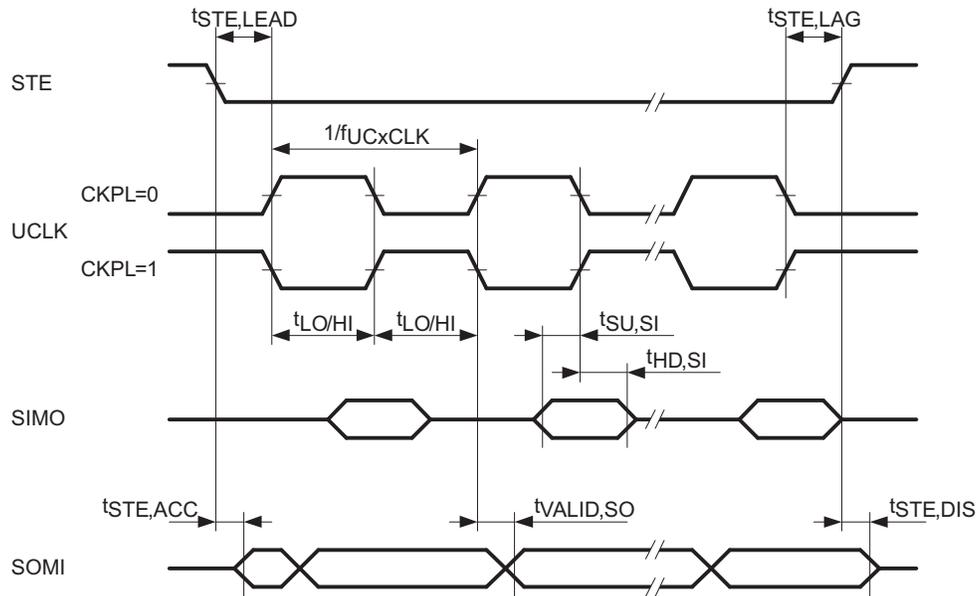 tSTE,LEAD
tSTE,LAG
STE
1/fUCxCLK
CKPL=0
UCLK
CKPL=1
tLO/HI
tLO/HI
tSU,SI
tHD,SI
SIMO
tSTE,ACC
tVALID,SO
tSTE,DIS
SOMI